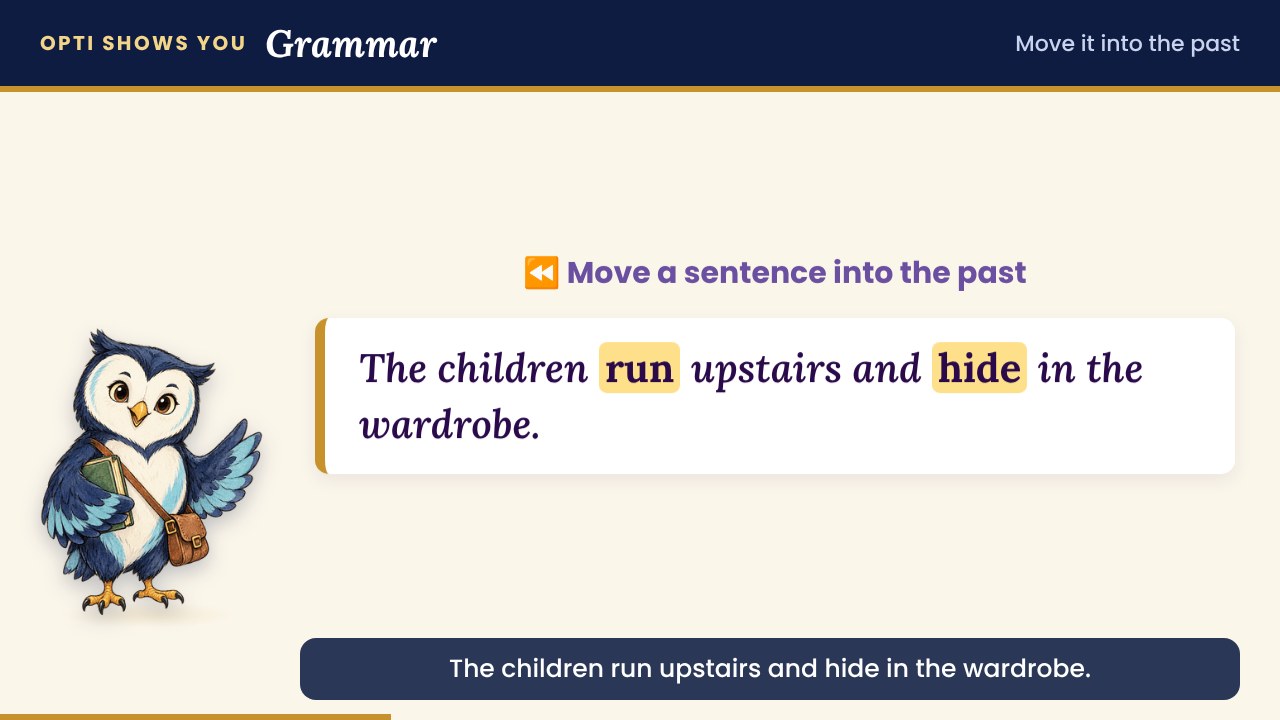 OPTI SHOWS YOU Grammar
Move it into the past
⏪ Move a sentence into the past
The children run upstairs and hide in the
wardrobe.
The children run upstairs and hide in the wardrobe.